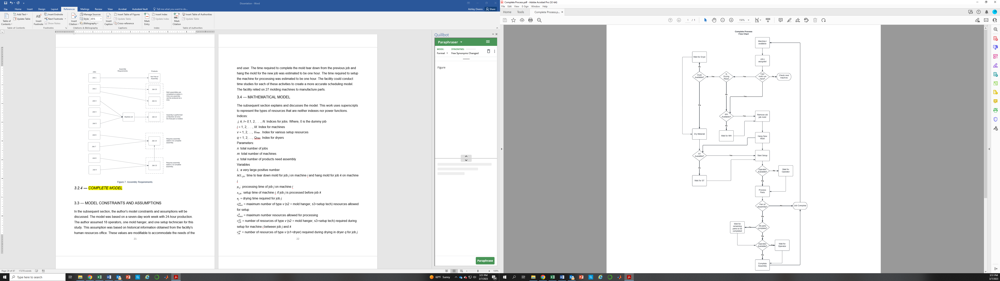 Dissertation - Word
Ashley Owens
Share
File
Home
Insert
Design
Layout
References
Mailings
Review
View
Acrobat
Autodesk Vault
Tell me what you want to do...
Table of Contents
Add Text
Update Table
Table of Contents
AB
Insert Footnote
Insert Endnote
Next Footnote
Show Notes
Footnotes
Insert Citation
Manage Sources
Style: APA
Bibliography
Citations & Bibliography
Insert Caption
Insert Table of Figures
Update Table
Cross-reference
Captions
Mark Entry
Insert Index
Update Index
Index
Mark Citation
Insert Table of Authorities
Update Table
Table of Authorities
Jobs
Assembly
Requirements
Products
Job 1
Not Part of
Assembly
Job 2
Job 10
Job 11
Both assemblies are
completed at station 1.
Only one assembly
can be produced at a
time.
Job 3
Job 4
Job 5
Machine 10
Job 12
Assembly is performed
at Machine 10 once
the final part is molded.
Job 6
Job 7
Job 14
Requires assembly
station 3 to complete
assembly.
Job 8
Job 9
Job 13
Requires assembly
station 2 to complete
assembly.
Figure 7. Assembly Requirements.
3.2.4 — COMPLETE MODEL
3.3 — MODEL CONSTRAINTS AND ASSUMPTIONS
In the subsequent section, the author's model constraints and assumptions will be
discussed. The model was based on a seven-day work week with 24-hour production.
The author assumed 18 operators, one mold hanger, and one setup technician for this
study. This assumption was based on historical information obtained from the facility's
human resources office. These values are modifiable to accommodate the needs of the
21
end user. The time required to complete the mold tear down from the previous job and
hang the mold for the new job was estimated to be one hour. The time required to setup
the machine for processing was estimated to be one hour. The facility could conduct
time studies for each of these activities to create a more accurate scheduling model.
The facility relied on 27 molding machines to manufacture parts.
3.4 — MATHEMATICAL MODEL
The subsequent section explains and discusses the model. This work uses superscripts
to represent the types of resources that are neither indexes nor power functions.
Indices:
j, k, l= 0,1, 2, . . ., N. Indices for jobs. Where, 0 is the dummy job
i = 1, 2, . . ., M. Index for machines
v = 1, 2, ..., Vmax . Index for various setup resources
q = 1, 2, ..., Qmax. Index for dryers
Parameters:
n: total number of jobs
m: total number of machines
u: total number of products need assembly
Variables
L: a very large positive number
MS ijk: time to tear down mold for job j on machine i and hang mold for job k on machine
i
p ij: processing time of job j on machine i
s ijk: setup time of machine i, if job j is processed before job k
e j = drying time required for job j
r max sv = maximum number of type v (s2 = mold hanger, s3=setup tech) resources allowed
for setup
r max p = maximum number resources allowed for processing
r ijk sv = number of resources of type v (s2 = mold hanger, s3=setup tech) required during
setup for machine i between job j and k
r jq sv = number of resources of type v (s1=dryer) required during drying in dryer q for job j
22
Quillbot
Paraphraser
MODE:
Formal
SYNONYMS:
Few Synonyms Changed
Figure
Paraphrase
Page 29 of 87
17278 words
100%
Type here to search
60°F Sunny
3:51 PM
3/7/2023
24
Complete Process.pdf - Adobe Acrobat Pro (32-bit)
File
Edit
View
E-Sign
Window
Help
Home
Tools
Complete Process.p...
1 / 1
150%
Complete Process
Flow Chart
Machine i
available
Job j
assigned
Can
mold run
here?
No
Check next
machine
Yes
Is
Drying
Req'd
Yes
Dryer
Available?
No
Wait for Dryer
Yes
No
Yes
MH
Available?
Yes
Remove old
job mold
No
Wait for MH
Hang New
Mold
Dry Material
ST
Available?
Yes
Start Setup
No
Wait for ST
Operator
Available?
No
Wait for
Operator
Yes
Process
Parts
Part of
Assembly?
No
Job Complete
Yes
All parts
complete?
No
Wait for
remaining
parts to be
completed
Yes
Operator
Available?
No
Wait for
Operator
Yes
Complete
Assembly
3:51 PM
3/7/2023